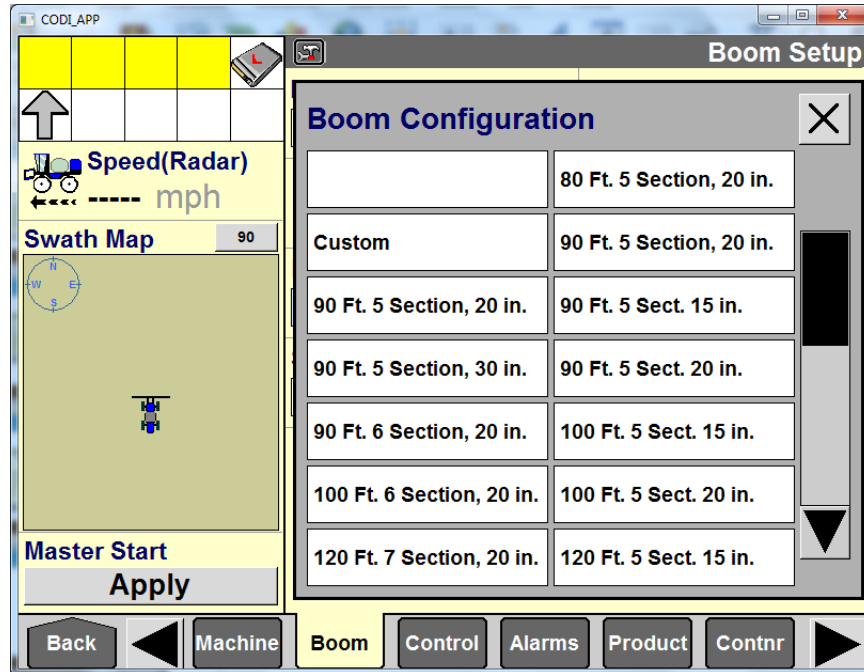 CODI_APP
L
Boom Setup
Speed(Radar)
----- mph
Swath Map 90
N
W E
S
Master Start
Apply
Boom Configuration
80 Ft. 5 Section, 20 in.
Custom 90 Ft. 5 Section, 20 in.
90 Ft. 5 Section, 20 in. 90 Ft. 5 Sect. 15 in.
90 Ft. 5 Section, 30 in. 90 Ft. 5 Sect. 20 in.
90 Ft. 6 Section, 20 in. 100 Ft. 5 Sect. 15 in.
100 Ft. 6 Section, 20 in. 100 Ft. 5 Sect. 20 in.
120 Ft. 7 Section, 20 in. 120 Ft. 5 Sect. 15 in.
Back Machine Boom Control Alarms Product Contnr